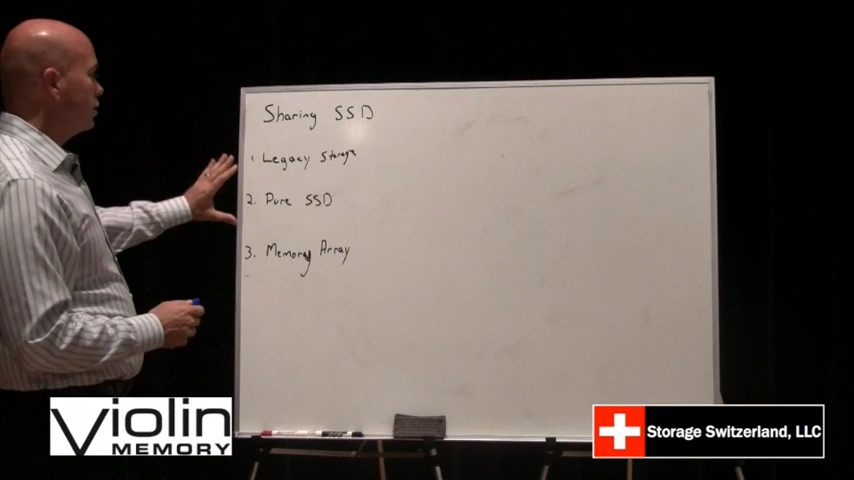 Sharing SSD
1. Legacy Storage
2. Pure SSD
3. Memory Array
Violin
MEMORY
Storage Switzerland, LLC